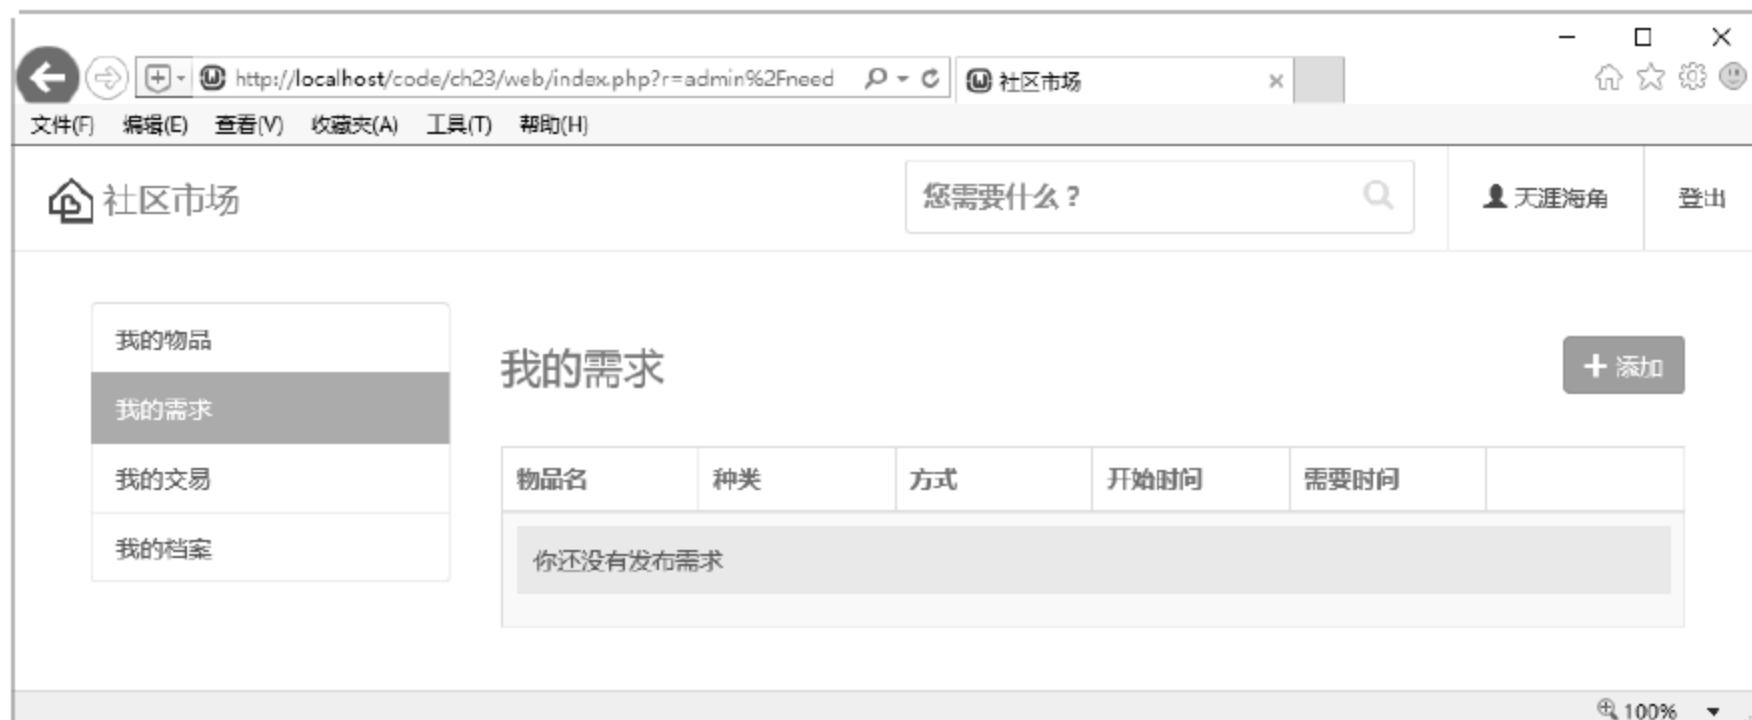 http://localhost/code/ch23/web/index.php?r=admin%2Fneed
社区市场
文件(F) 编辑(E) 查看(V) 收藏夹(A) 工具(T) 帮助(H)
社区市场
您需要什么？
天涯海角
登出
我的物品
我的需求
我的交易
我的档案
我的需求
添加
物品名 种类 方式 开始时间 需要时间
你还没有发布需求
100%